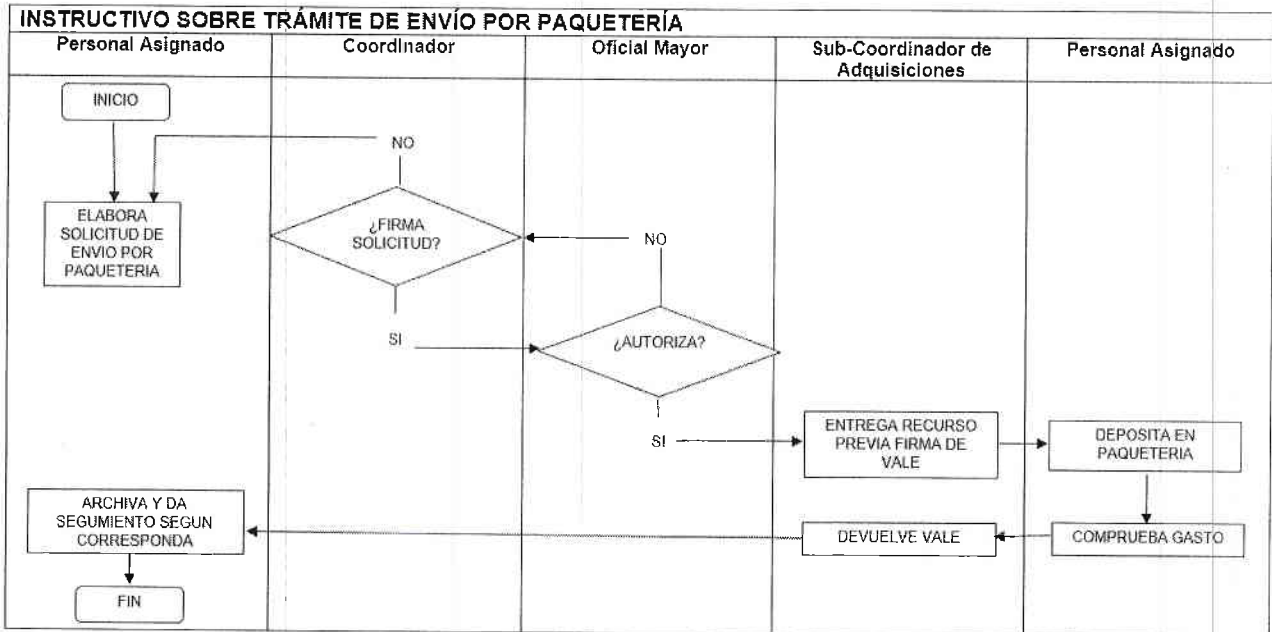 INSTRUCTIVO SOBRE TRÁMITE DE ENVÍO POR PAQUETERÍA
Personal Asignado
Coordinador
Oficial Mayor
Sub-Coordinador de
Adquisiciones
Personal Asignado
INICIO
NO
ELABORA
SOLICITUD DE
ENVIO POR
PAQUETERIA
¿FIRMA
SOLICITUD?
NO
SI
¿AUTORIZA?
SI
ENTREGA RECURSO
PREVIA FIRMA DE
VALE
DEPOSITA EN
PAQUETERIA
ARCHIVA Y DA
SEGUMIENTO SEGUN
CORRESPONDA
DEVUELVE VALE
COMPRUEBA GASTO
FIN